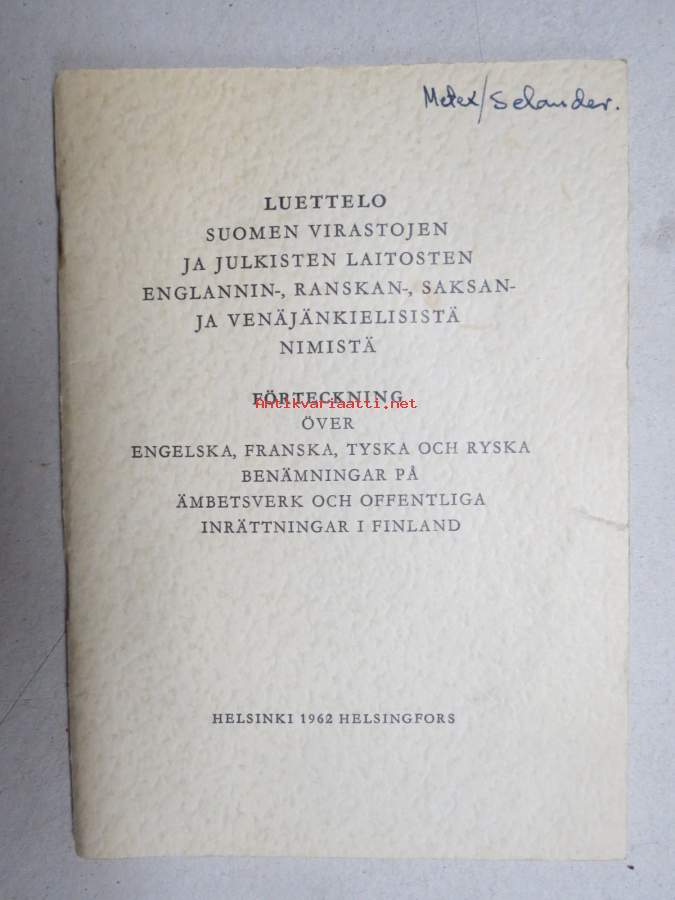 Metex/Selander.
LUETTELO
SUOMEN VIRASTOJEN
JA JULKISTEN LAITOSTEN
ENGLANNIN-, RANSKAN-, SAKSAN-
JA VENÄJÄNKIELISISTÄ
NIMISTÄ
FÖRTECKNING
Antikvariaatti.net
ÖVER
ENGELSKA, FRANSKA, TYSKA OCH RYSKA
BENÄMNINGAR PÅ
ÄMBETSVERK OCH OFFENTLIGA
INRÄTTNINGAR I FINLAND
HELSINKI 1962 HELSINGFORS